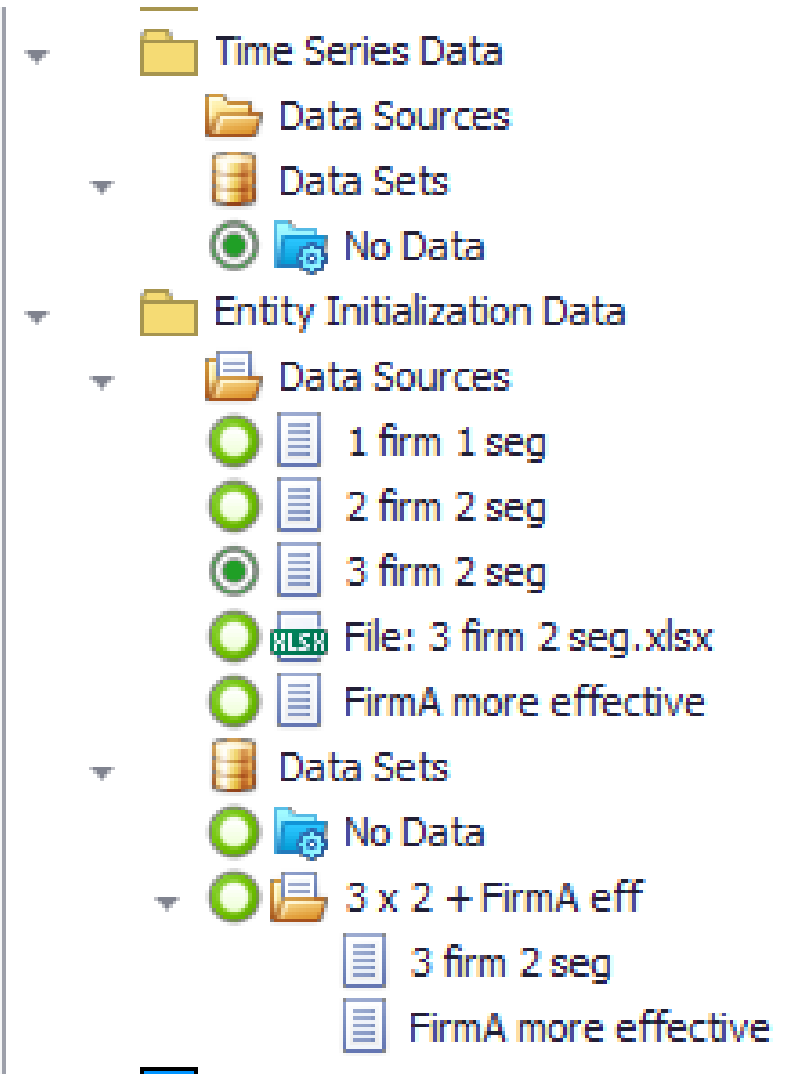 Time Series Data
Data Sources
Data Sets
No Data
Entity Initialization Data
Data Sources
1 firm 1 seg
2 firm 2 seg
3 firm 2 seg
XLSX File: 3 firm 2 seg.xlsx
FirmA more effective
Data Sets
No Data
3 x 2 + FirmA eff
3 firm 2 seg
FirmA more effective